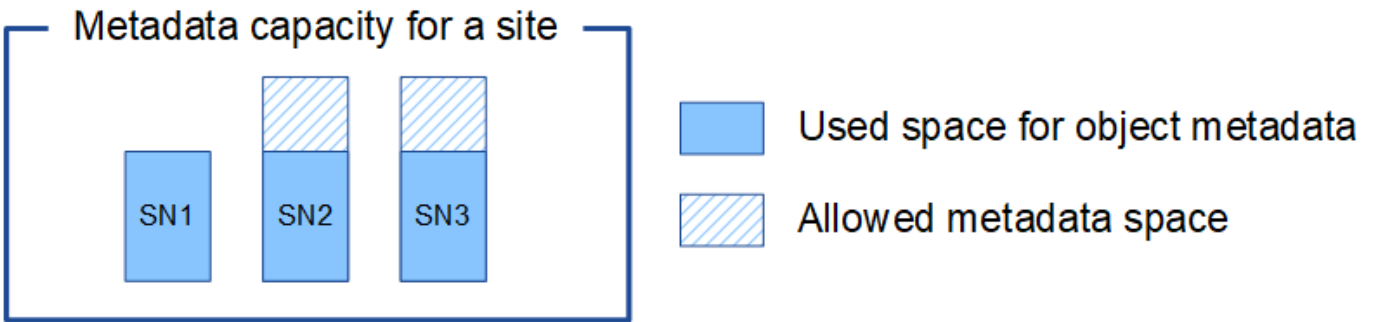 Metadata capacity for a site
SN1
SN2
SN3
Used space for object metadata
Allowed metadata space